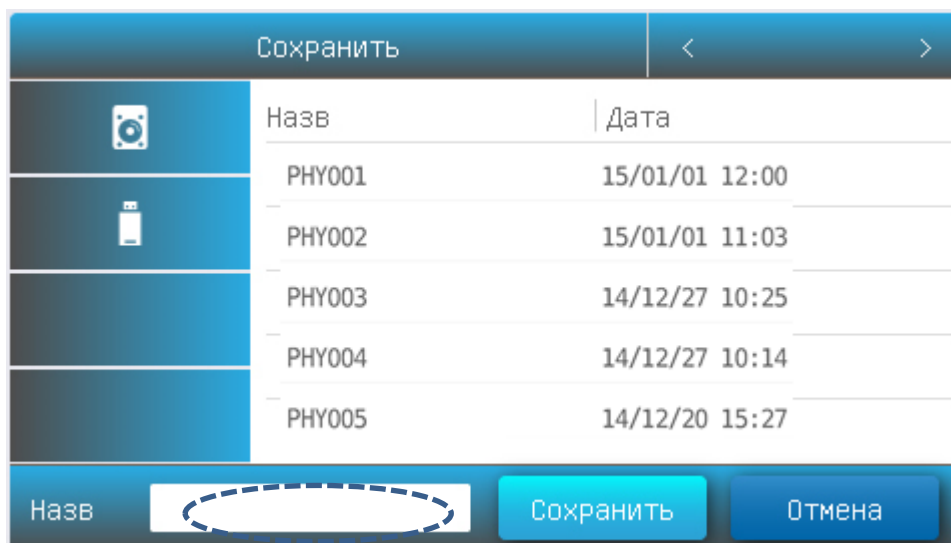 Сохранить < >
Назв Дата
PHY001 15/01/01 12:00
PHY002 15/01/01 11:03
PHY003 14/12/27 10:25
PHY004 14/12/27 10:14
PHY005 14/12/20 15:27
Назв Сохранить Отмена